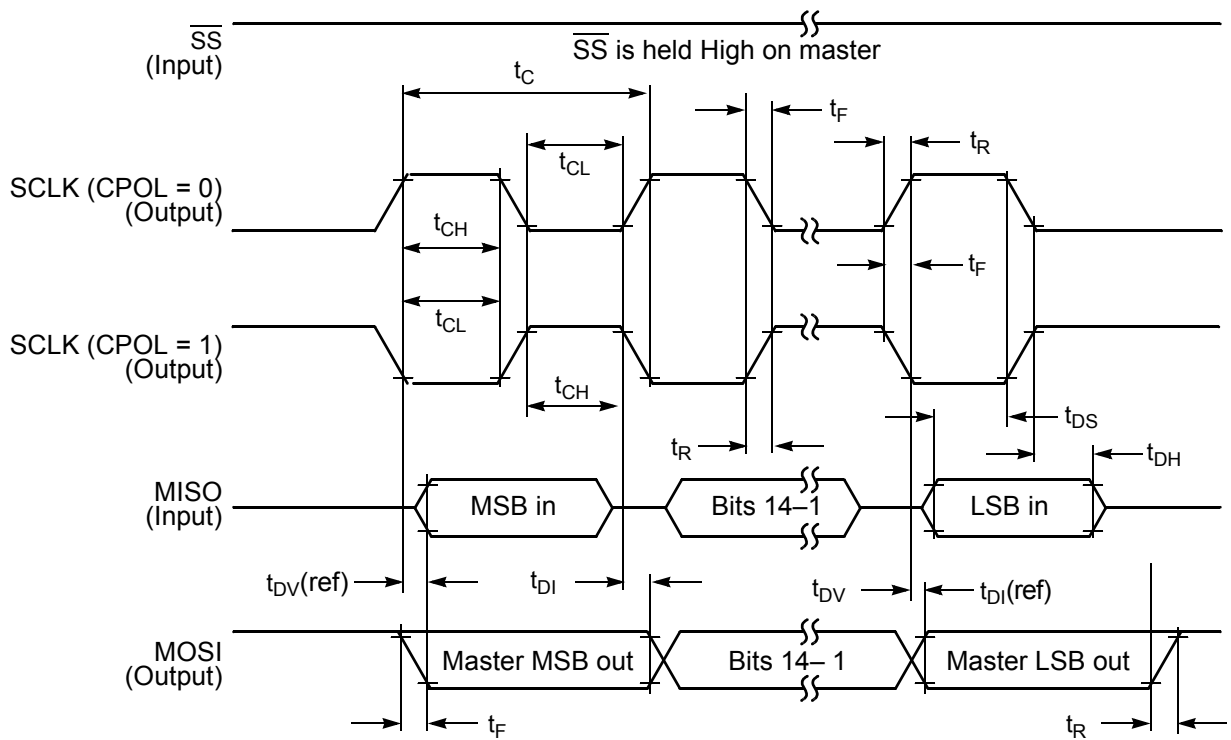 SS
(Input)
SS is held High on master
tC
tF
tR
tCL
SCLK (CPOL = 0)
(Output)
tCH
tF
tCL
SCLK (CPOL = 1)
(Output)
tCH
tDS
tR
tDH
MISO
(Input)
MSB in
Bits 14–1
LSB in
tDV(ref)
tDI
tDV
tDI(ref)
MOSI
(Output)
Master MSB out
Bits 14– 1
Master LSB out
tF
tR